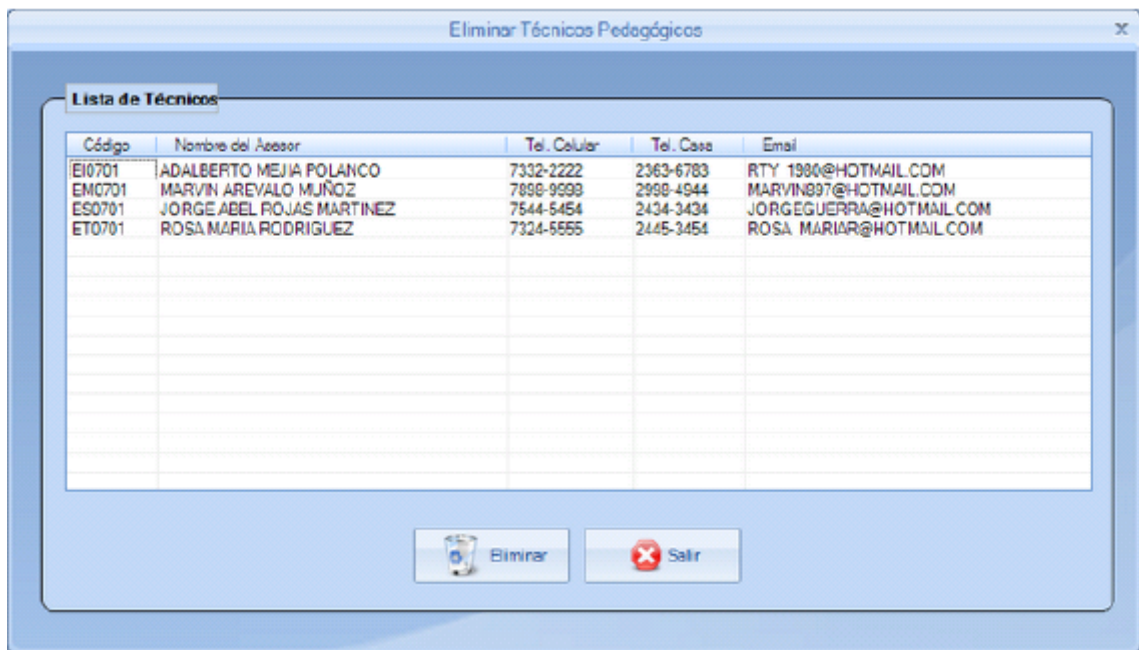 Eliminar Técnicos Pedagógicos
Lista de Técnicos
Código Nombre del Asesor Tel. Celular Tel. Casa Email
EI0701 ADALBERTO MEJIA POLANCO 7332-2222 2363-6783 RTY_1980@HOTMAIL.COM
EM0701 MARVIN AREVALO MUÑOZ 7898-9998 2998-4944 MARVIN897@HOTMAIL.COM
ES0701 JORGE ABEL ROJAS MARTINEZ 7544-5454 2434-3434 JORGEGUERRA@HOTMAIL.COM
ET0701 ROSA MARIA RODRIGUEZ 7324-5555 2445-3454 ROSA_MARIAR@HOTMAIL.COM
Eliminar Salir